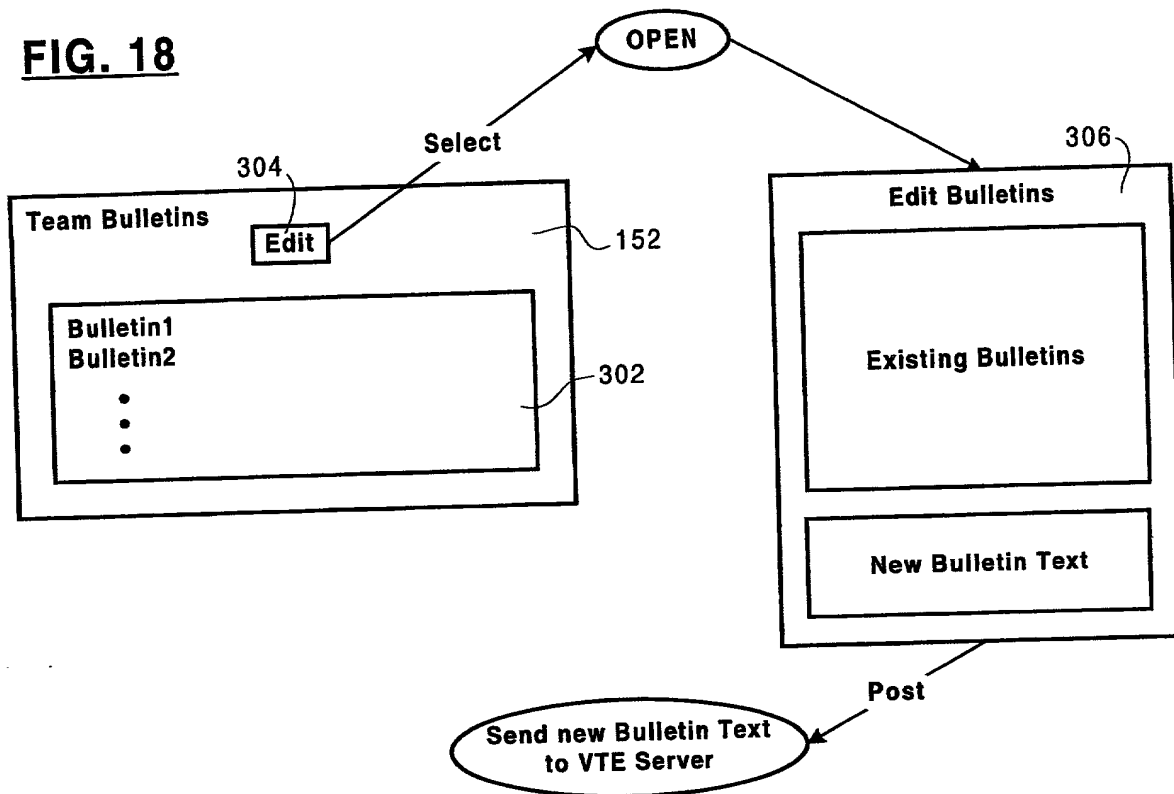 FIG. 18
OPEN
Select
304
306
Team Bulletins
Edit
152
Bulletin1
Bulletin2
302
Edit Bulletins
Existing Bulletins
New Bulletin Text
Post
Send new Bulletin Text
to VTE Server